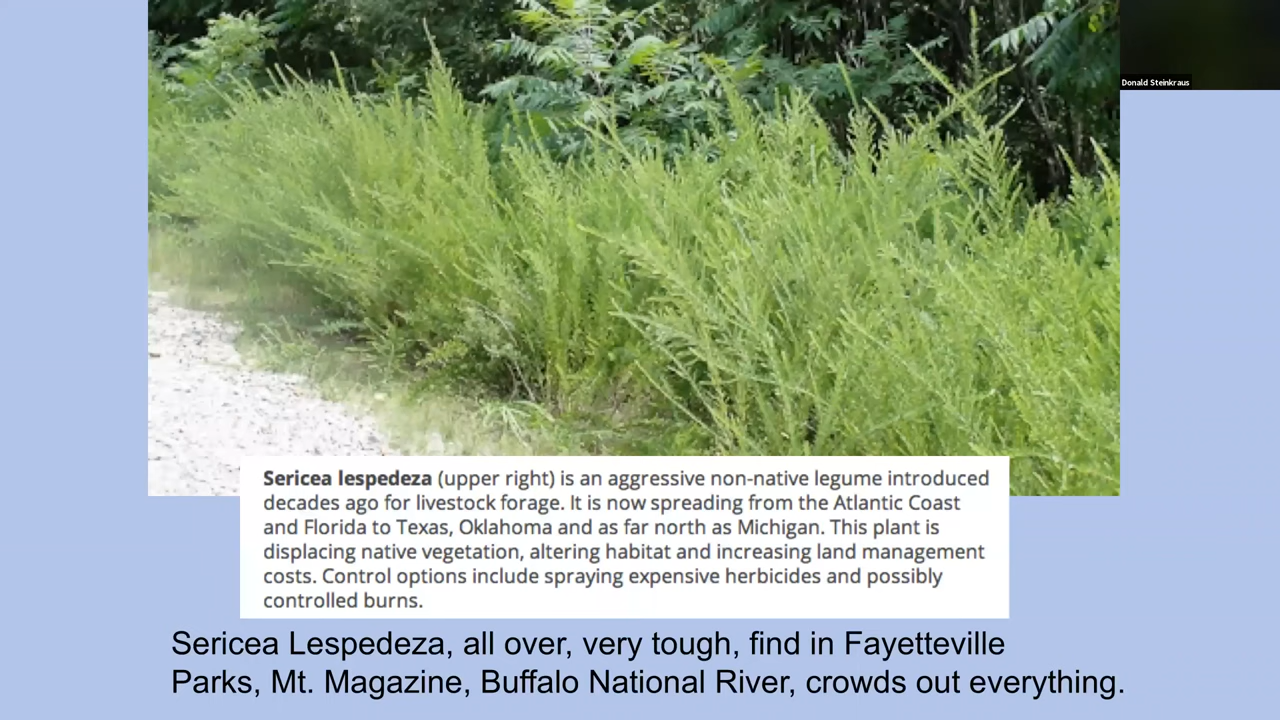 Donald Steinkraus
Sericea lespedeza (upper right) is an aggressive non-native legume introduced
decades ago for livestock forage. It is now spreading from the Atlantic Coast
and Florida to Texas, Oklahoma and as far north as Michigan. This plant is
displacing native vegetation, altering habitat and increasing land management
costs. Control options include spraying expensive herbicides and possibly
controlled burns.
Sericea Lespedeza, all over, very tough, find in Fayetteville
Parks, Mt. Magazine, Buffalo National River, crowds out everything.